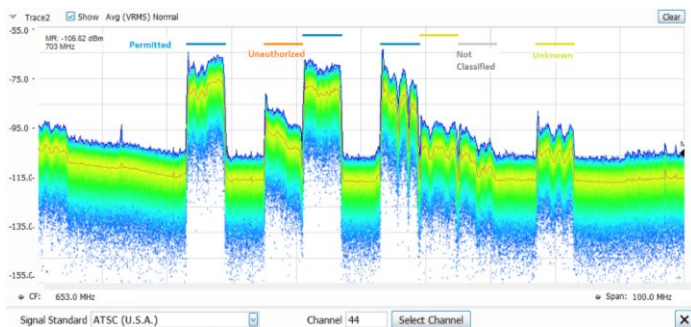 Trace2 Show Avg (VRMS) Normal Clear
-55.0
MR: -105.62 dBm
703 MHz
Permitted
Unauthorized
Not
Classified
Unknown
-75.0
-95.0
-115.0
-135.0
-155.0
CF: 653.0 MHz Span: 100.0 MHz
Signal Standard ATSC (U.S.A.) Channel 44 Select Channel